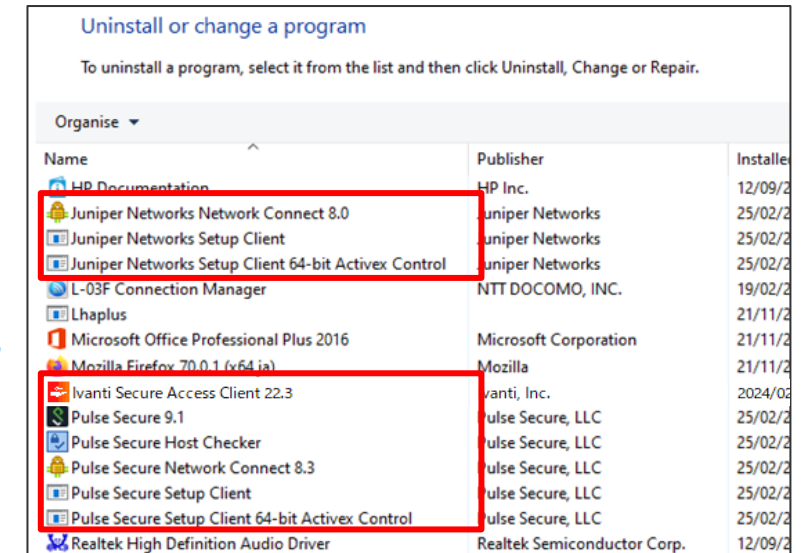 Uninstall or change a program
To uninstall a program, select it from the list and then click Uninstall, Change or Repair.
Organise
Name Publisher Installe
HP Documentation HP Inc. 12/09/2
Juniper Networks Network Connect 8.0 Juniper Networks 25/02/2
Juniper Networks Setup Client Juniper Networks 25/02/2
Juniper Networks Setup Client 64-bit Activex Control Juniper Networks 25/02/2
L-03F Connection Manager NTT DOCOMO, INC. 19/02/2
Lhaplus 21/11/2
Microsoft Office Professional Plus 2016 Microsoft Corporation 21/11/2
Mozilla Firefox 70.0.1 (x64 ja) Mozilla 21/11/2
Ivanti Secure Access Client 22.3 Ivanti, Inc. 2024/02
Pulse Secure 9.1 Pulse Secure, LLC 25/02/2
Pulse Secure Host Checker Pulse Secure, LLC 25/02/2
Pulse Secure Network Connect 8.3 Pulse Secure, LLC 25/02/2
Pulse Secure Setup Client Pulse Secure, LLC 25/02/2
Pulse Secure Setup Client 64-bit Activex Control Pulse Secure, LLC 25/02/2
Realtek High Definition Audio Driver Realtek Semiconductor Corp. 12/09/2